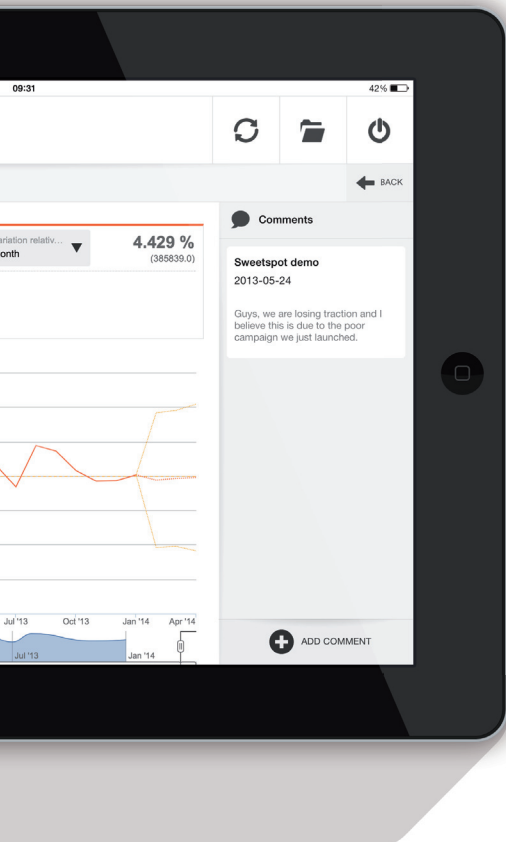 09:31
42%
BACK
Comments
ariation relativ...
onth
4.429 %
(385839.0)
Sweetspot demo
2013-05-24
Guys, we are losing traction and I
believe this is due to the poor
campaign we just launched.
Jul '13
Oct '13
Jan '14
Apr '14
Jul '13
Jan '14
ADD COMMENT